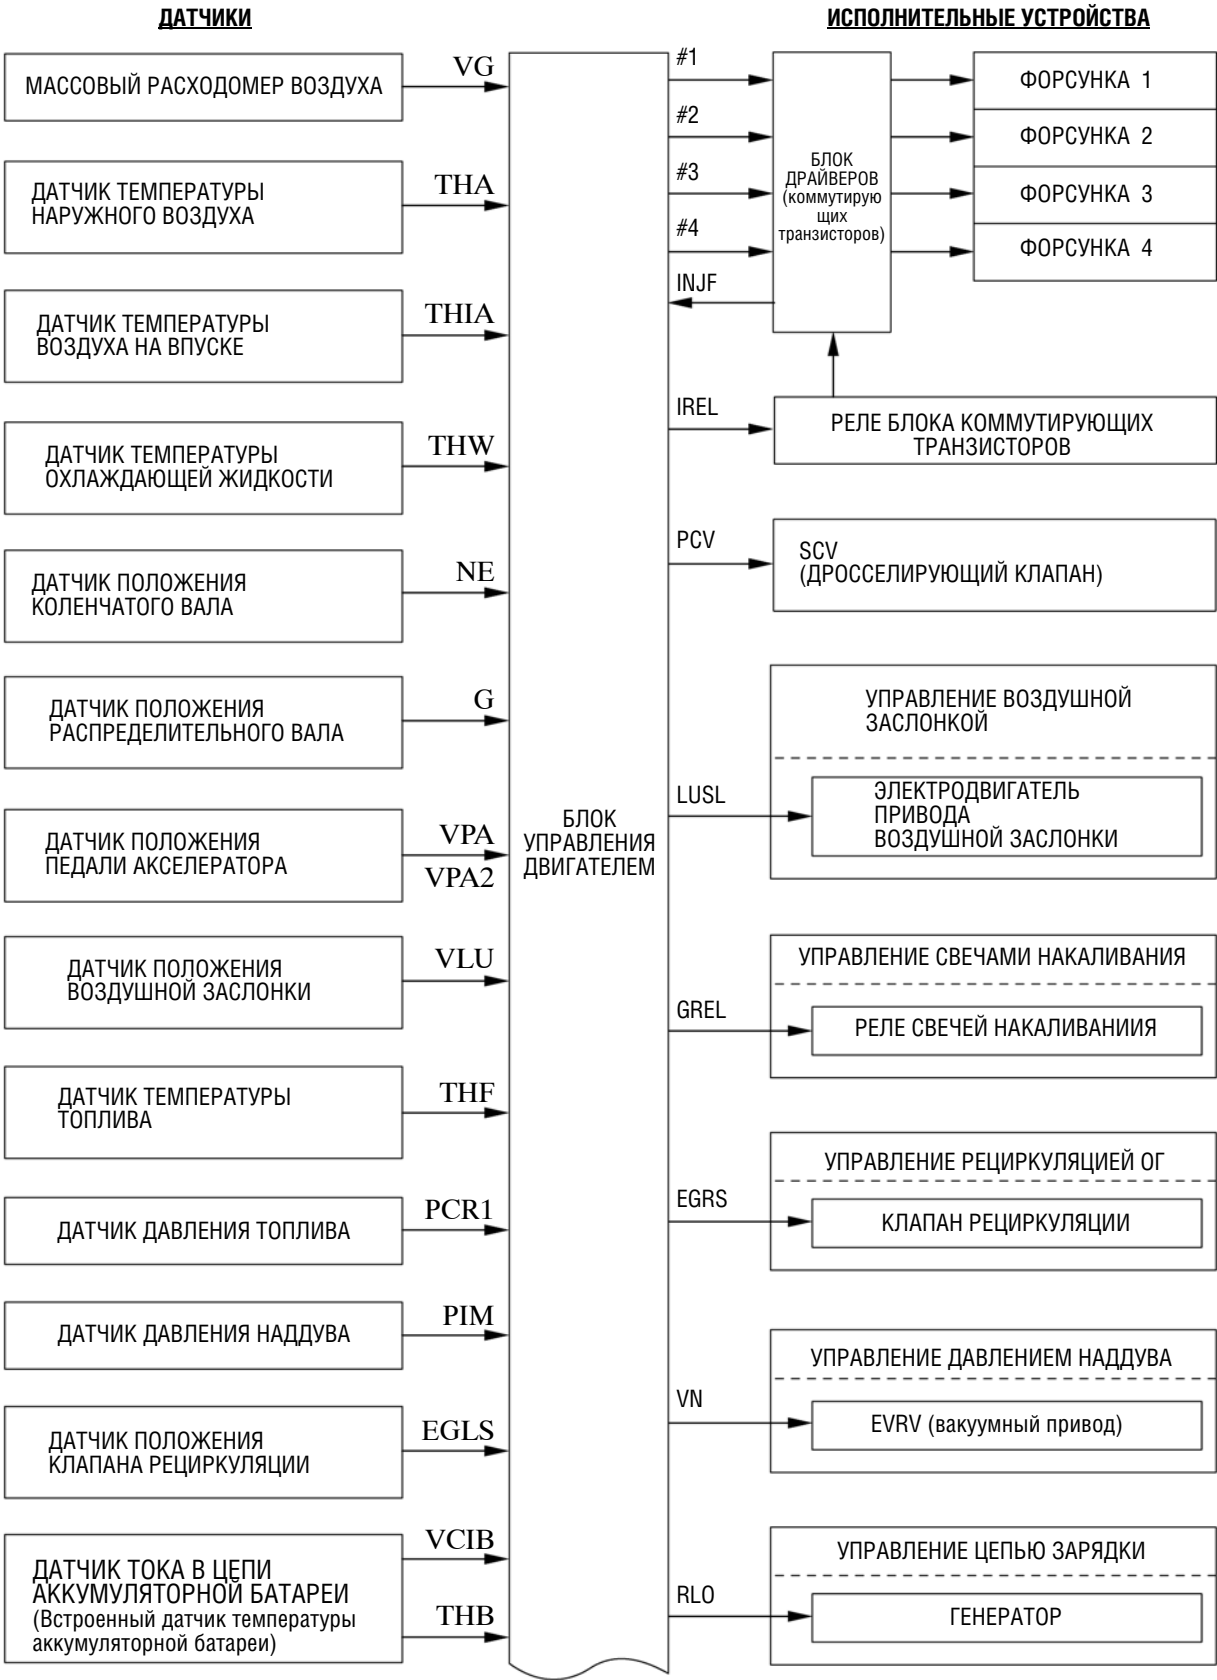 ДАТЧИКИ
МАССОВЫЙ РАСХОДОМЕР ВОЗДУХА
VG
ДАТЧИК ТЕМПЕРАТУРЫ
НАРУЖНОГО ВОЗДУХА
THA
ДАТЧИК ТЕМПЕРАТУРЫ
ВОЗДУХА НА ВПУСКЕ
THIA
ДАТЧИК ТЕМПЕРАТУРЫ
ОХЛАЖДАЮЩЕЙ ЖИДКОСТИ
THW
ДАТЧИК ПОЛОЖЕНИЯ
КОЛЕНЧАТОГО ВАЛА
NE
ДАТЧИК ПОЛОЖЕНИЯ
РАСПРЕДЕЛИТЕЛЬНОГО ВАЛА
G
ДАТЧИК ПОЛОЖЕНИЯ
ПЕДАЛИ АКСЕЛЕРАТОРА
VPA
VPA2
ДАТЧИК ПОЛОЖЕНИЯ
ВОЗДУШНОЙ ЗАСЛОНКИ
VLU
ДАТЧИК ТЕМПЕРАТУРЫ
ТОПЛИВА
THF
ДАТЧИК ДАВЛЕНИЯ ТОПЛИВА
PCR1
ДАТЧИК ДАВЛЕНИЯ НАДДУВА
PIM
ДАТЧИК ПОЛОЖЕНИЯ
КЛАПАНА РЕЦИРКУЛЯЦИИ
EGLS
ДАТЧИК ТОКА В ЦЕПИ
АККУМУЛЯТОРНОЙ БАТАРЕИ
(Встроенный датчик температуры
аккумуляторной батареи)
VCIB
THB
БЛОК
УПРАВЛЕНИЯ
ДВИГАТЕЛЕМ
ИСПОЛНИТЕЛЬНЫЕ УСТРОЙСТВА
#1
#2
#3
#4
INJF
БЛОК
ДРАЙВЕРОВ
(коммутирую
щих
транзисторов)
ФОРСУНКА 1
ФОРСУНКА 2
ФОРСУНКА 3
ФОРСУНКА 4
IREL
РЕЛЕ БЛОКА КОММУТИРУЮЩИХ
ТРАНЗИСТОРОВ
PCV
SCV
(ДРОССЕЛИРУЮЩИЙ КЛАПАН)
УПРАВЛЕНИЕ ВОЗДУШНОЙ
ЗАСЛОНКОЙ
LUSL
ЭЛЕКТРОДВИГАТЕЛЬ
ПРИВОДА
ВОЗДУШНОЙ ЗАСЛОНКИ
УПРАВЛЕНИЕ СВЕЧАМИ НАКАЛИВАНИЯ
GREL
РЕЛЕ СВЕЧЕЙ НАКАЛИВАНИИЯ
УПРАВЛЕНИЕ РЕЦИРКУЛЯЦИЕЙ ОГ
EGRS
КЛАПАН РЕЦИРКУЛЯЦИИ
УПРАВЛЕНИЕ ДАВЛЕНИЕМ НАДДУВА
VN
EVRV (вакуумный привод)
УПРАВЛЕНИЕ ЦЕПЬЮ ЗАРЯДКИ
RLO
ГЕНЕРАТОР